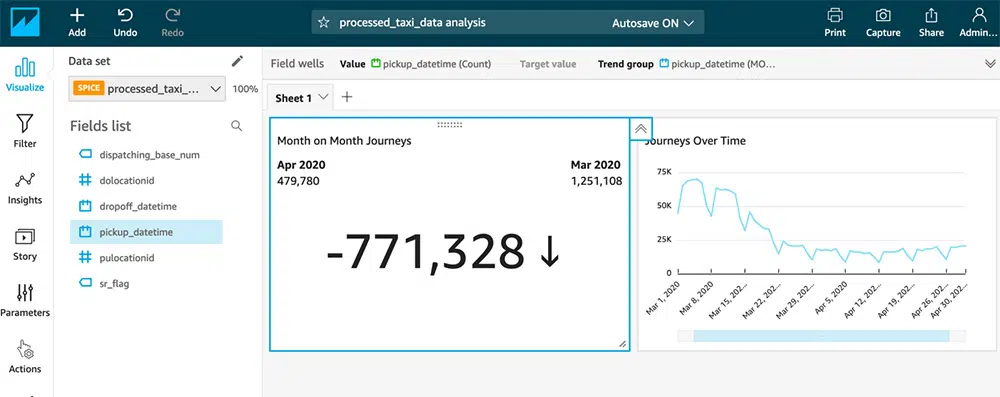 Add
Undo
Redo
processed_taxi_data analysis
Autosave ON
Print
Capture
Share
Admin...
Visualize
Filter
Insights
Story
Parameters
Actions
Data set
SPICE processed_taxi_... 100%
Fields list
dispatching_base_num
dolocationid
dropoff_datetime
pickup_datetime
pulocationid
sr_flag
Field wells Value pickup_datetime (Count) Target value Trend group pickup_datetime (MO...
Sheet 1
Month on Month Journeys
Apr 2020 Mar 2020
479,780 1,251,108
-771,328
Journeys Over Time
75K
50K
25K
0
Mar 1, 2020
Mar 8, 2020
Mar 15, 202...
Mar 22, 202...
Mar 29, 202...
Apr 5, 2020
Apr 12, 202...
Apr 19, 202...
Apr 26, 202...
Apr 30, 202...